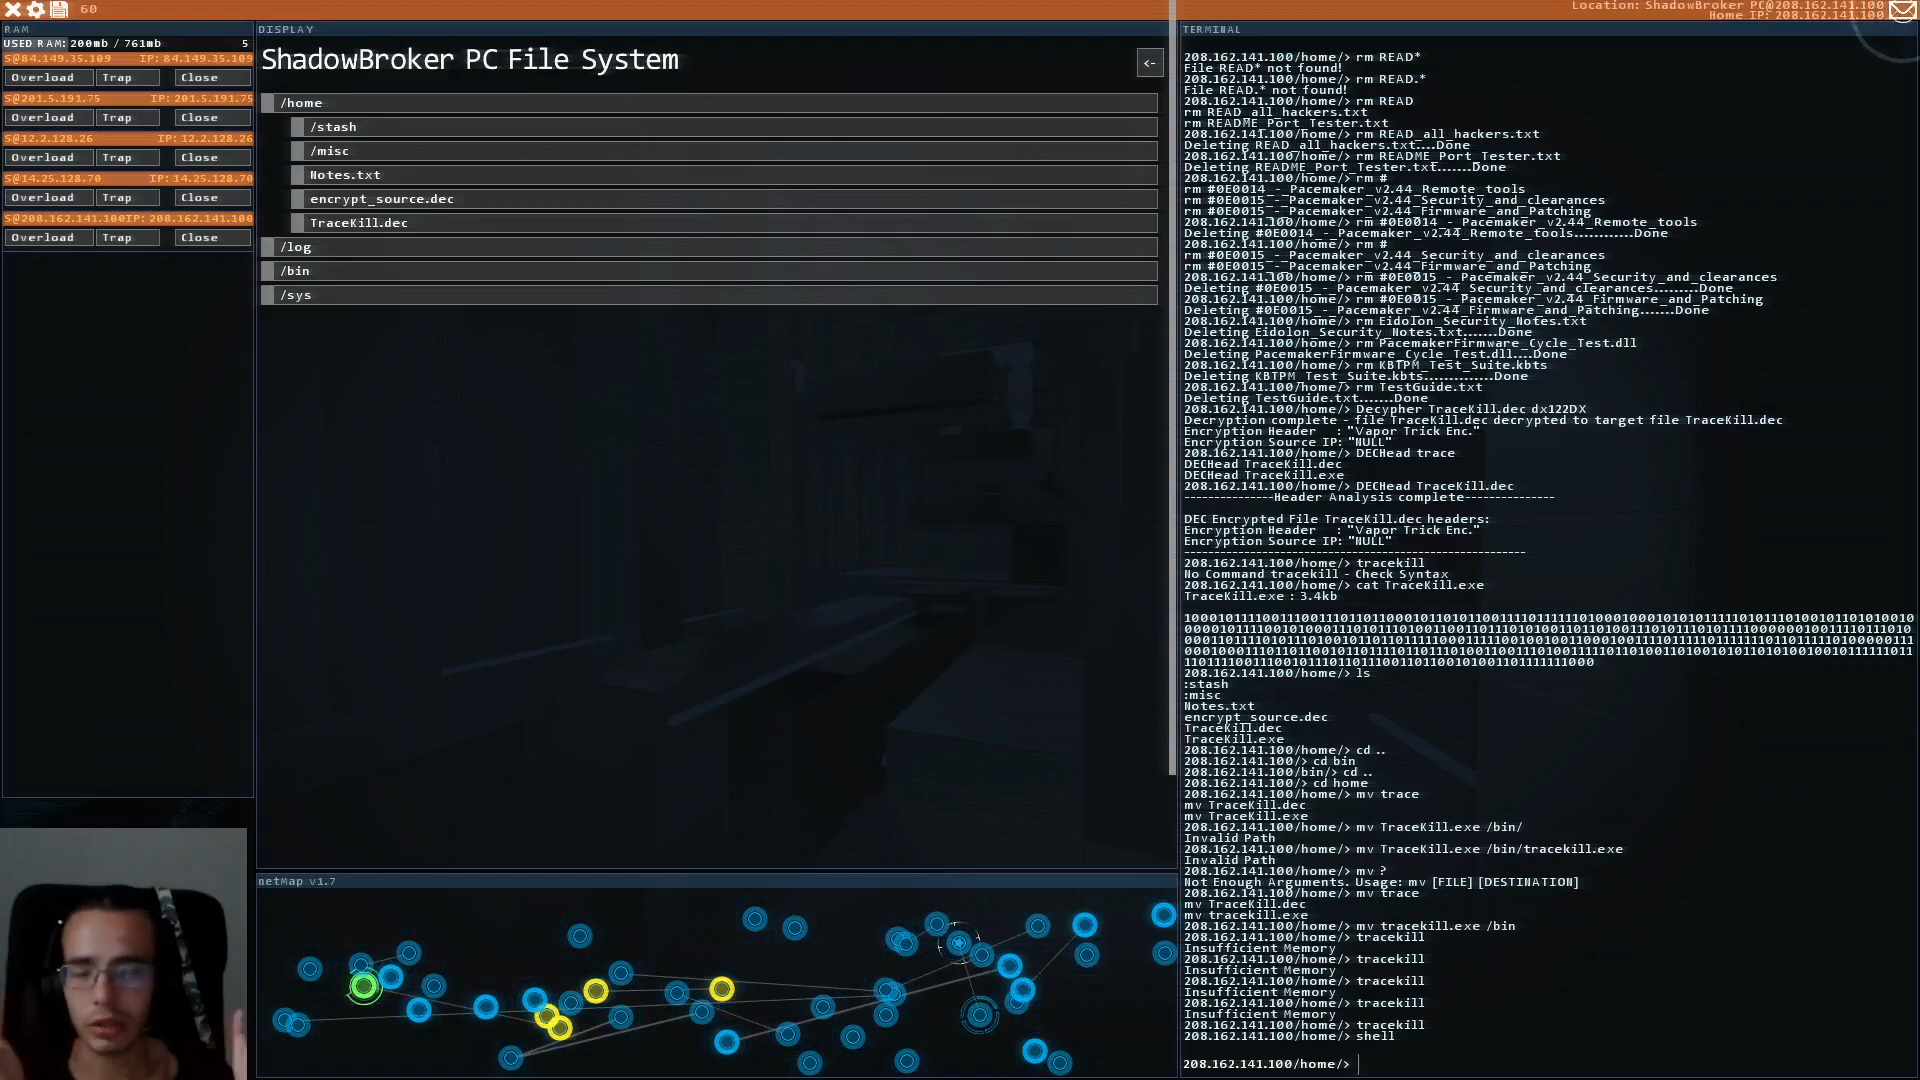 60
Location: ShadowBroker PC@208.162.141.100
Home IP: 208.162.141.100
RAM
USED RAM: 200mb / 761mb 5
S@84.149.35.109 IP: 84.149.35.109
Overload Trap Close
S@201.5.191.75 IP: 201.5.191.75
Overload Trap Close
S@12.2.128.26 IP: 12.2.128.26
Overload Trap Close
S@14.25.128.70 IP: 14.25.128.70
Overload Trap Close
S@208.162.141.100IP: 208.162.141.100
Overload Trap Close
DISPLAY
ShadowBroker PC File System
<-
/home
/stash
/misc
Notes.txt
encrypt_source.dec
TraceKill.dec
/log
/bin
/sys
netMap v1.7
TERMINAL
208.162.141.100/home/> rm READ*
File READ* not found!
208.162.141.100/home/> rm READ.*
File READ.* not found!
208.162.141.100/home/> rm READ
rm READ_all_hackers.txt
rm README_Port_Tester.txt
208.162.141.100/home/> rm READ_all_hackers.txt
Deleting READ_all_hackers.txt....Done
208.162.141.100/home/> rm README_Port_Tester.txt
Deleting README_Port_Tester.txt.......Done
208.162.141.100/home/> rm #
rm #0E0014_-_Pacemaker_v2.44_Remote_tools
rm #0E0015_-_Pacemaker_v2.44_Security_and_clearances
rm #0E0015_-_Pacemaker_v2.44_Firmware_and_Patching
208.162.141.100/home/> rm #0E0014_-_Pacemaker_v2.44_Remote_tools
Deleting #0E0014_-_Pacemaker_v2.44_Remote_tools............Done
208.162.141.100/home/> rm #
rm #0E0015_-_Pacemaker_v2.44_Security_and_clearances
rm #0E0015_-_Pacemaker_v2.44_Firmware_and_Patching
208.162.141.100/home/> rm #0E0015_-_Pacemaker_v2.44_Security_and_clearances
Deleting #0E0015_-_Pacemaker_v2.44_Security_and_clearances.........Done
208.162.141.100/home/> rm #0E0015_-_Pacemaker_v2.44_Firmware_and_Patching
Deleting #0E0015_-_Pacemaker_v2.44_Firmware_and_Patching.......Done
208.162.141.100/home/> rm Eidolon_Security_Notes.txt
Deleting Eidolon_Security_Notes.txt.......Done
208.162.141.100/home/> rm PacemakerFirmware_Cycle_Test.dll
Deleting PacemakerFirmware_Cycle_Test.dll....Done
208.162.141.100/home/> rm KBTPM_Test_Suite.kbts
Deleting KBTPM_Test_Suite.kbts..............Done
208.162.141.100/home/> rm TestGuide.txt
Deleting TestGuide.txt.......Done
208.162.141.100/home/> Decypher TraceKill.dec dx122DX
Decryption complete - file TraceKill.dec decrypted to target file TraceKill.dec
Encryption Header : "Vapor Trick Enc."
Encryption Source IP: "NULL"
208.162.141.100/home/> DECHead trace
DECHead TraceKill.dec
DECHead TraceKill.exe
208.162.141.100/home/> DECHead TraceKill.dec
---------------Header Analysis complete---------------
DEC Encrypted File TraceKill.dec headers:
Encryption Header : "Vapor Trick Enc."
Encryption Source IP: "NULL"
---------------------------------------------------------
208.162.141.100/home/> tracekill
No Command tracekill - Check Syntax
208.162.141.100/home/> cat TraceKill.exe
TraceKill.exe : 3.4kb
208.162.141.100/home/> ls
:stash
:misc
Notes.txt
encrypt_source.dec
TraceKill.dec
TraceKill.exe
208.162.141.100/home/> cd ..
208.162.141.100/> cd bin
208.162.141.100/bin/> cd ..
208.162.141.100/> cd home
208.162.141.100/home/> mv trace
mv TraceKill.dec
mv TraceKill.exe
208.162.141.100/home/> mv TraceKill.exe /bin/
Invalid Path
208.162.141.100/home/> mv TraceKill.exe /bin/tracekill.exe
Invalid Path
208.162.141.100/home/> mv ?
Not Enough Arguments. Usage: mv [FILE] [DESTINATION]
208.162.141.100/home/> mv trace
mv TraceKill.dec
mv tracekill.exe
208.162.141.100/home/> mv tracekill.exe /bin
208.162.141.100/home/> tracekill
Insufficient Memory
208.162.141.100/home/> tracekill
Insufficient Memory
208.162.141.100/home/> tracekill
Insufficient Memory
208.162.141.100/home/> tracekill
Insufficient Memory
208.162.141.100/home/> tracekill
208.162.141.100/home/> shell
208.162.141.100/home/>